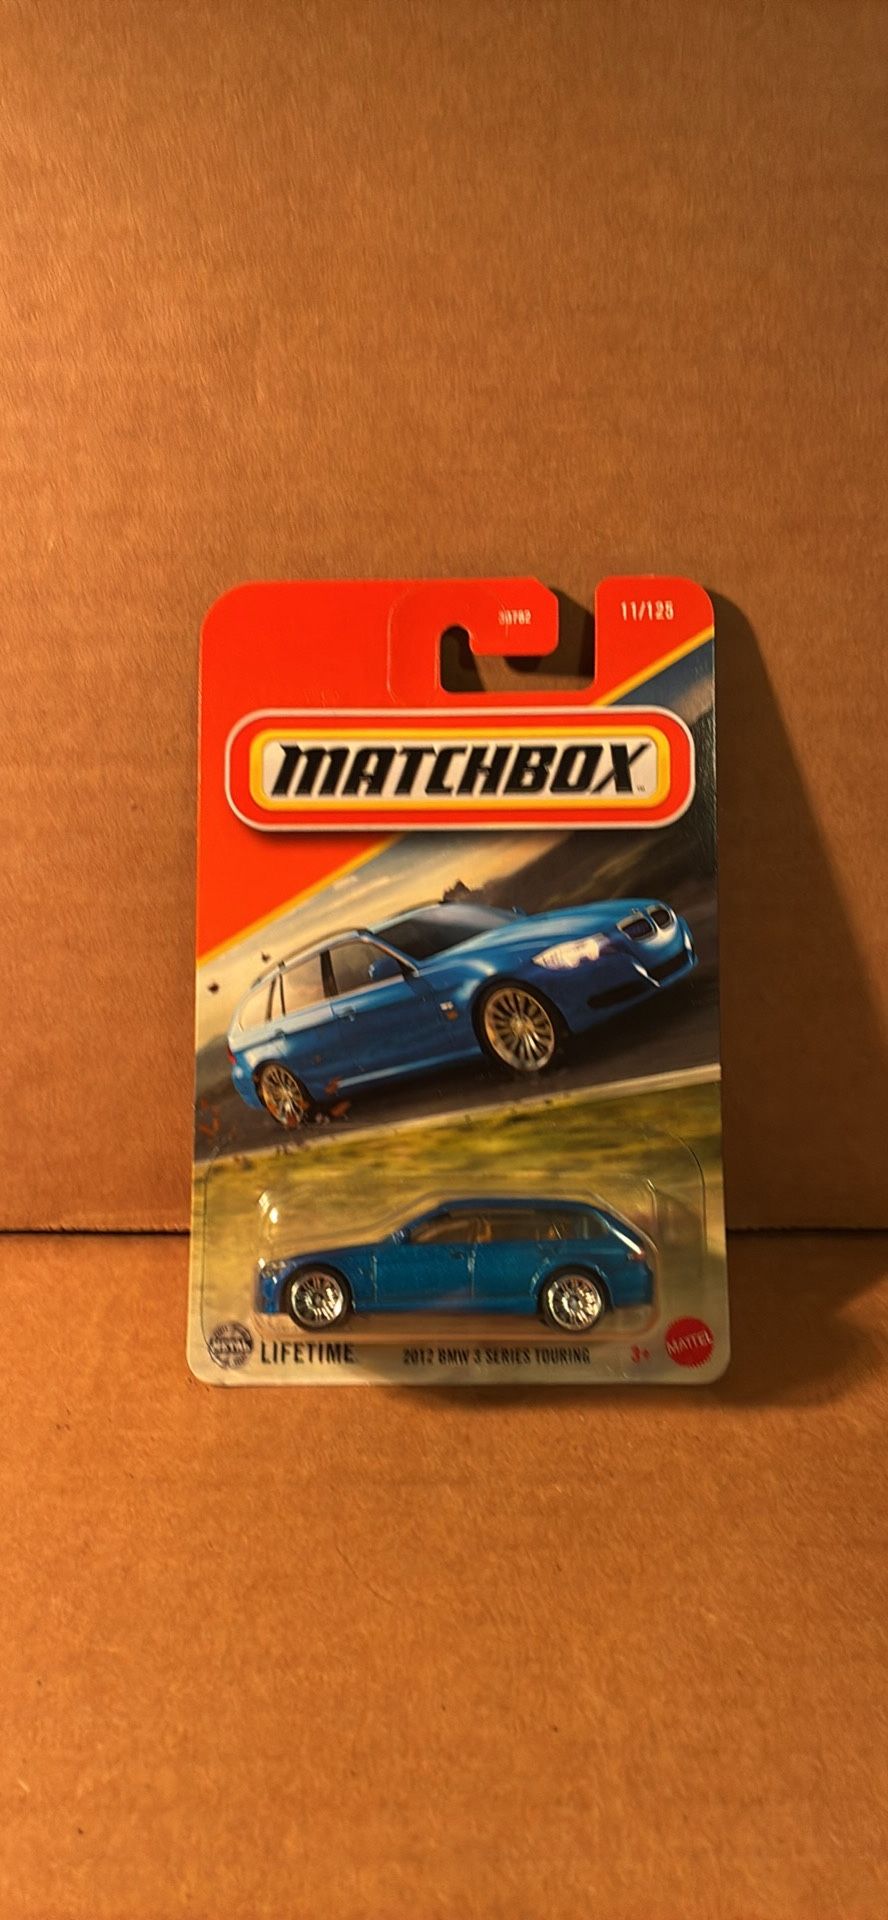 30782
11/125
MATCHBOX
LIFETIME
2012 BMW 3 SERIES TOURING
3+
MATTEL